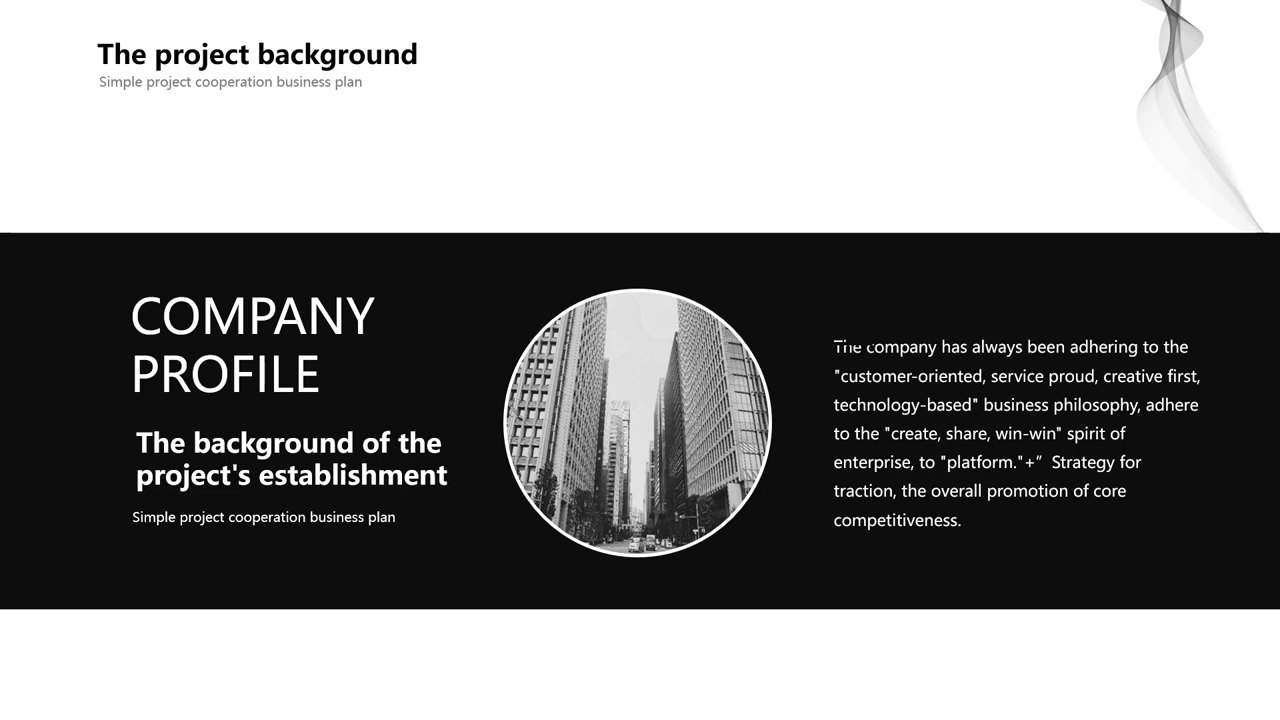 The project background
Simple project cooperation business plan
COMPANY
PROFILE
The background of the
project's establishment
Simple project cooperation business plan
The company has always been adhering to the
"customer-oriented, service proud, creative first,
technology-based" business philosophy, adhere
to the "create, share, win-win" spirit of
enterprise, to "platform."+”  Strategy for
traction, the overall promotion of core
competitiveness.